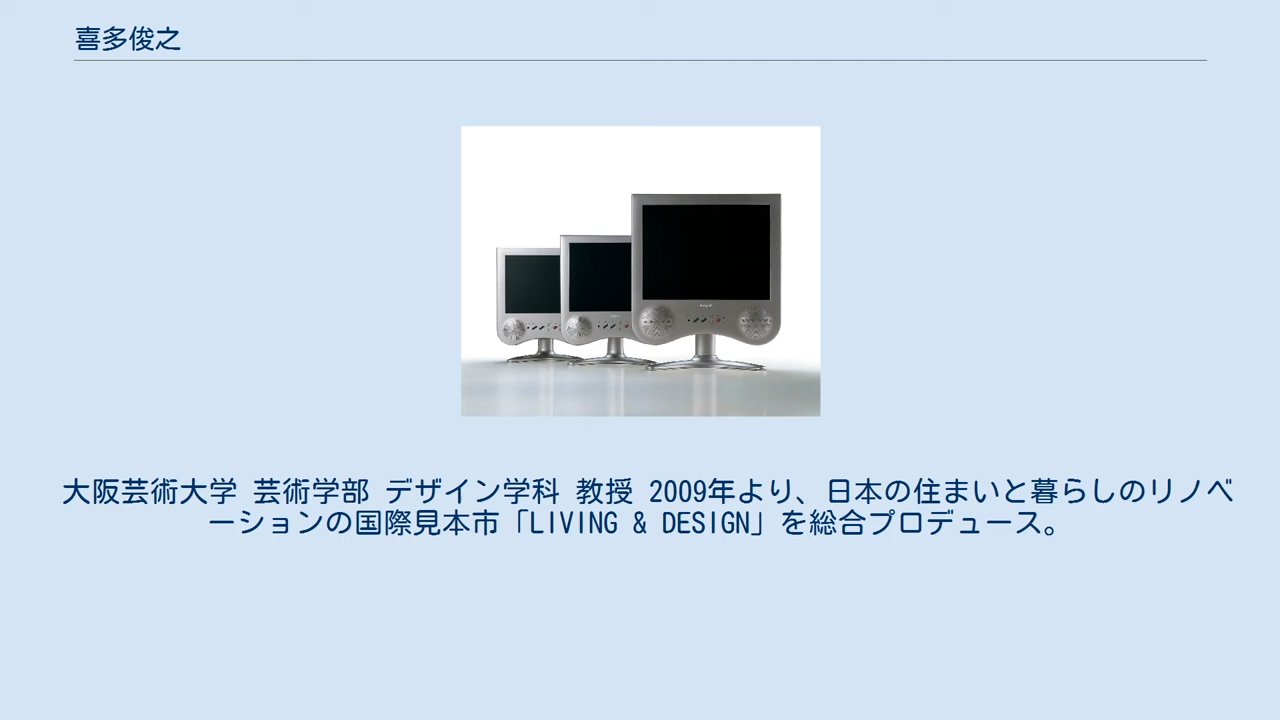 喜多俊之
大阪芸術大学 芸術学部 デザイン学科 教授 2009年より、日本の住まいと暮らしのリノベ
ーションの国際見本市「LIVING & DESIGN」を総合プロデュース。